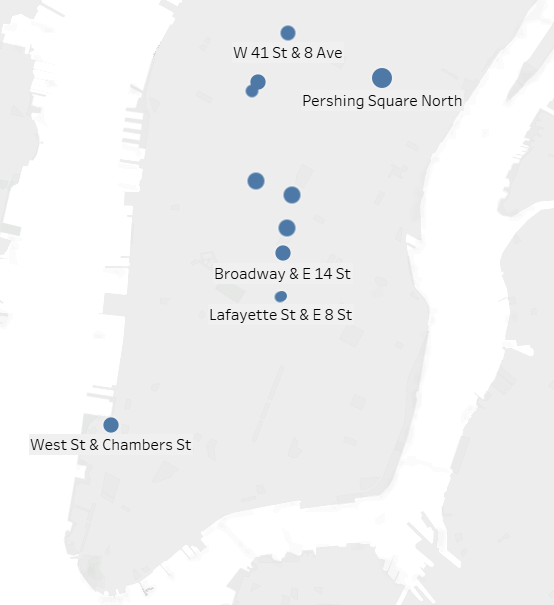 W 41 St & 8 Ave
Pershing Square North
Broadway & E 14 St
Lafayette St & E 8 St
West St & Chambers St